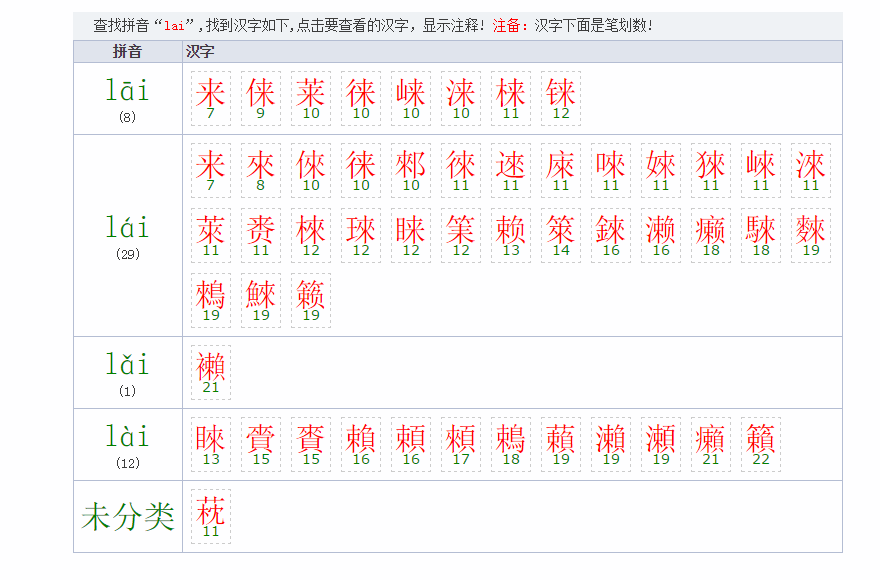 查找拼音“lai”,找到汉字如下,点击要查看的汉字，显示注释！注备：汉字下面是笔划数！
拼音 汉字
lāi 来 俫 莱 徕 崃 涞 梾 铼
(8) 7 9 10 10 10 10 11 12
lái 来 來 倈 徕 郲 徠 逨 庲 唻 婡 猍 崍 淶
7 8 10 10 10 11 11 11 11 11 11 11 11
(29) 萊 赉 棶 琜 睐 筙 赖 箂 錸 濑 癞 騋 麳
11 11 12 12 12 12 13 14 16 16 18 18 19
鶆 鯠 籁
19 19 19
lǎi 襰
(1) 21
lài 睞 賚 賫 賴 頼 頰 鵣 藾 瀨 瀬 癩 籟
(12) 13 15 15 16 16 17 18 19 19 19 21 22
未分类 萙
11